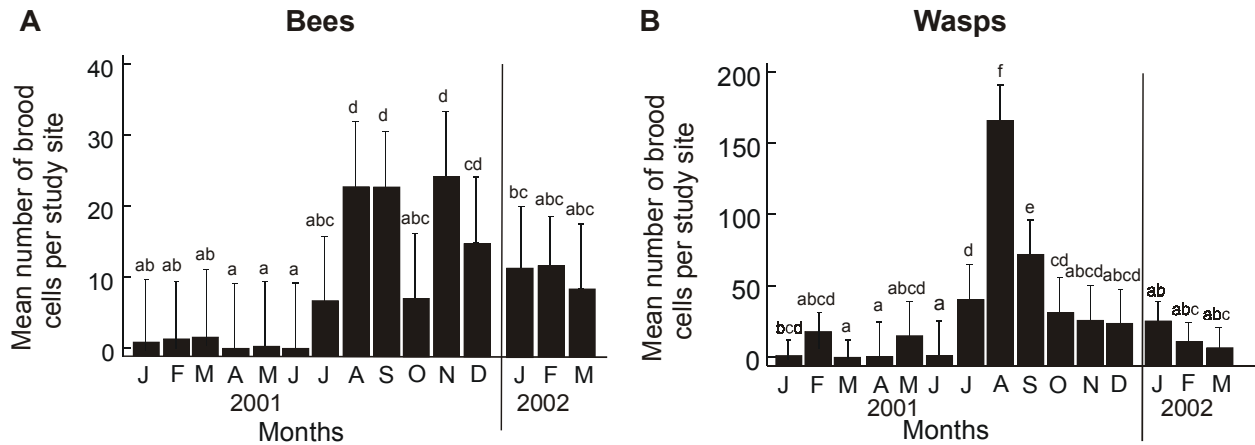 A
Bees
Mean number of brood
cells per study site
40
30
20
10
0
ab
ab
ab
a
a
a
abc
d
d
abc
d
cd
bc
abc
abc
J F M A M J J A S O N D J F M
2001
2002
Months
B
Wasps
Mean number of brood
cells per study site
200
150
100
50
0
bcd
abcd
a
a
abcd
a
d
f
e
cd
abcd
abcd
ab
abc
abc
J F M A M J J A S O N D J F M
2001
2002
Months